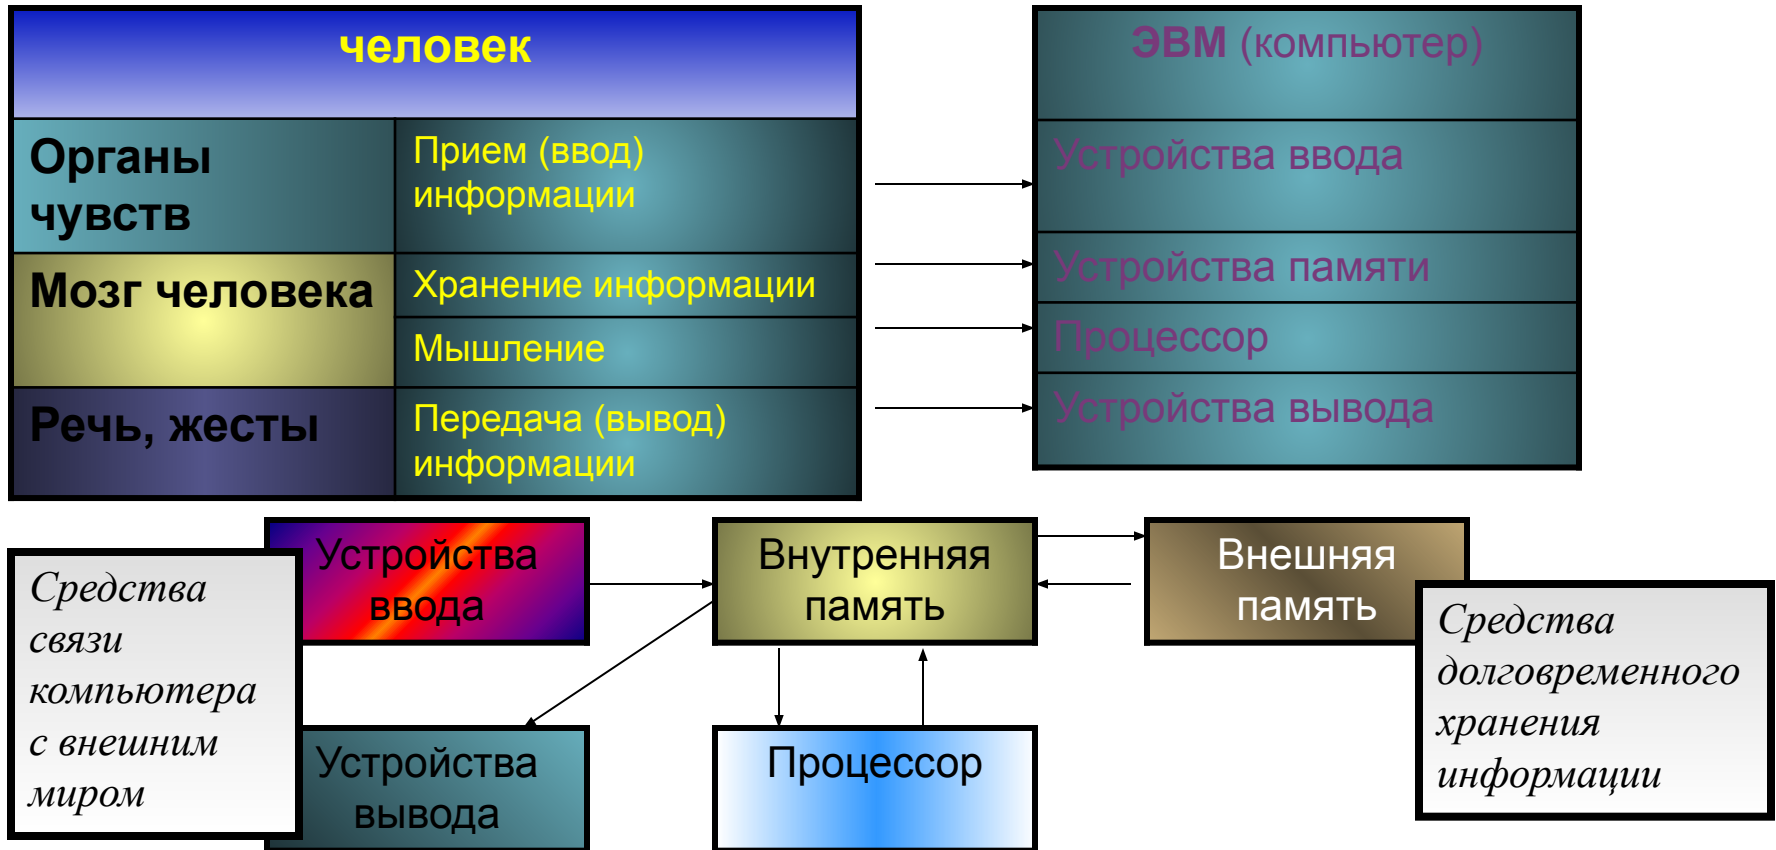 человек
Органы
чувств
Прием (ввод)
информации
Мозг человека
Хранение информации
Мышление
Речь, жесты
Передача (вывод)
информации
ЭВМ (компьютер)
Устройства ввода
Устройства памяти
Процессор
Устройства вывода
Средства
связи
компьютера
с внешним
миром
Устройства
ввода
Внутренняя
память
Внешняя
память
Средства
долговременного
хранения
информации
Устройства
вывода
Процессор